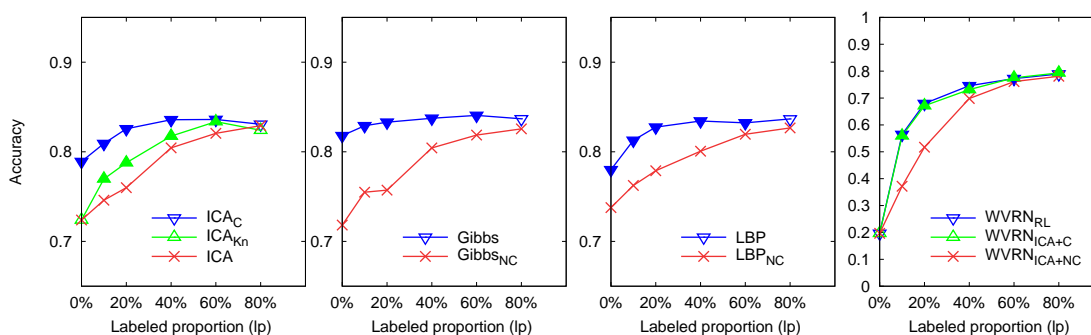 Accuracy
0.9
0.8
0.7
0% 20% 40% 60% 80%
Labeled proportion (lp)
ICA_C
ICA_Kn
ICA
0.9
0.8
0.7
0% 20% 40% 60% 80%
Labeled proportion (lp)
Gibbs
Gibbs_NC
0.9
0.8
0.7
0% 20% 40% 60% 80%
Labeled proportion (lp)
LBP
LBP_NC
1
0.9
0.8
0.7
0.6
0.5
0.4
0.3
0.2
0.1
0
0% 20% 40% 60% 80%
Labeled proportion (lp)
WVRN_RL
WVRN_ICA+C
WVRN_ICA+NC